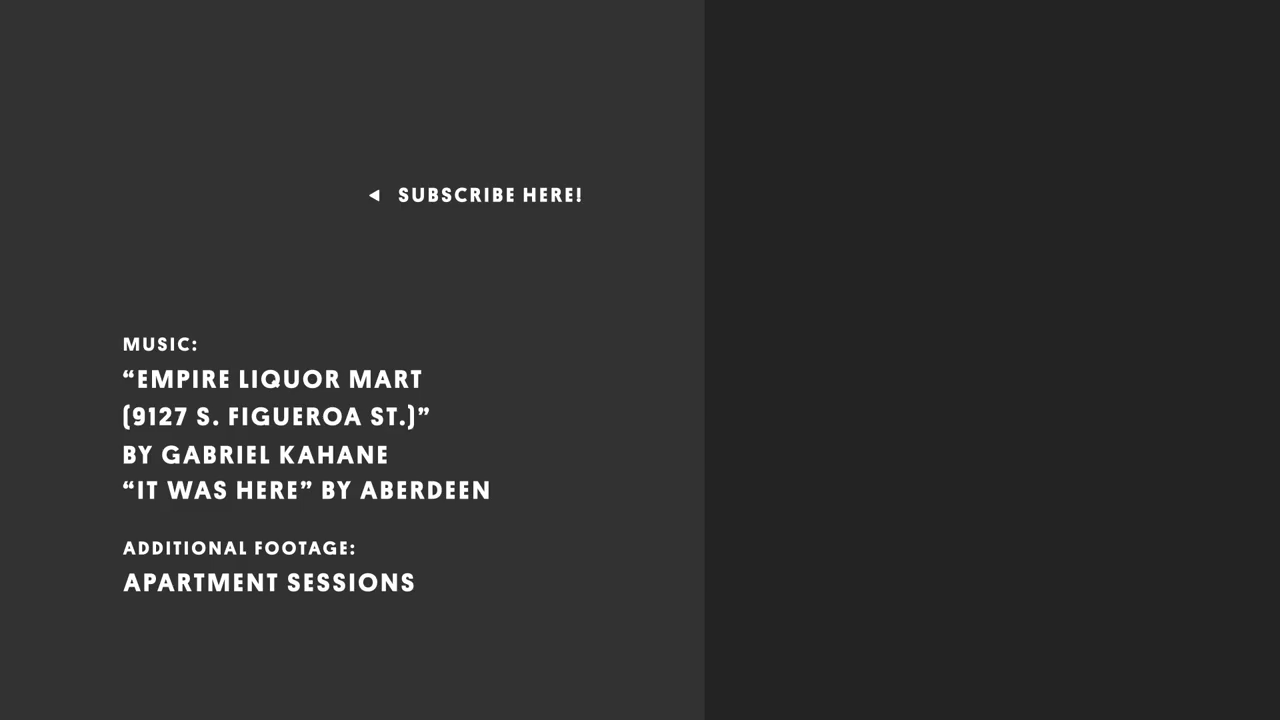 ◀ SUBSCRIBE HERE!
MUSIC:
“EMPIRE LIQUOR MART
(9127 S. FIGUEROA ST.)”
BY GABRIEL KAHANE
“IT WAS HERE” BY ABERDEEN
ADDITIONAL FOOTAGE:
APARTMENT SESSIONS